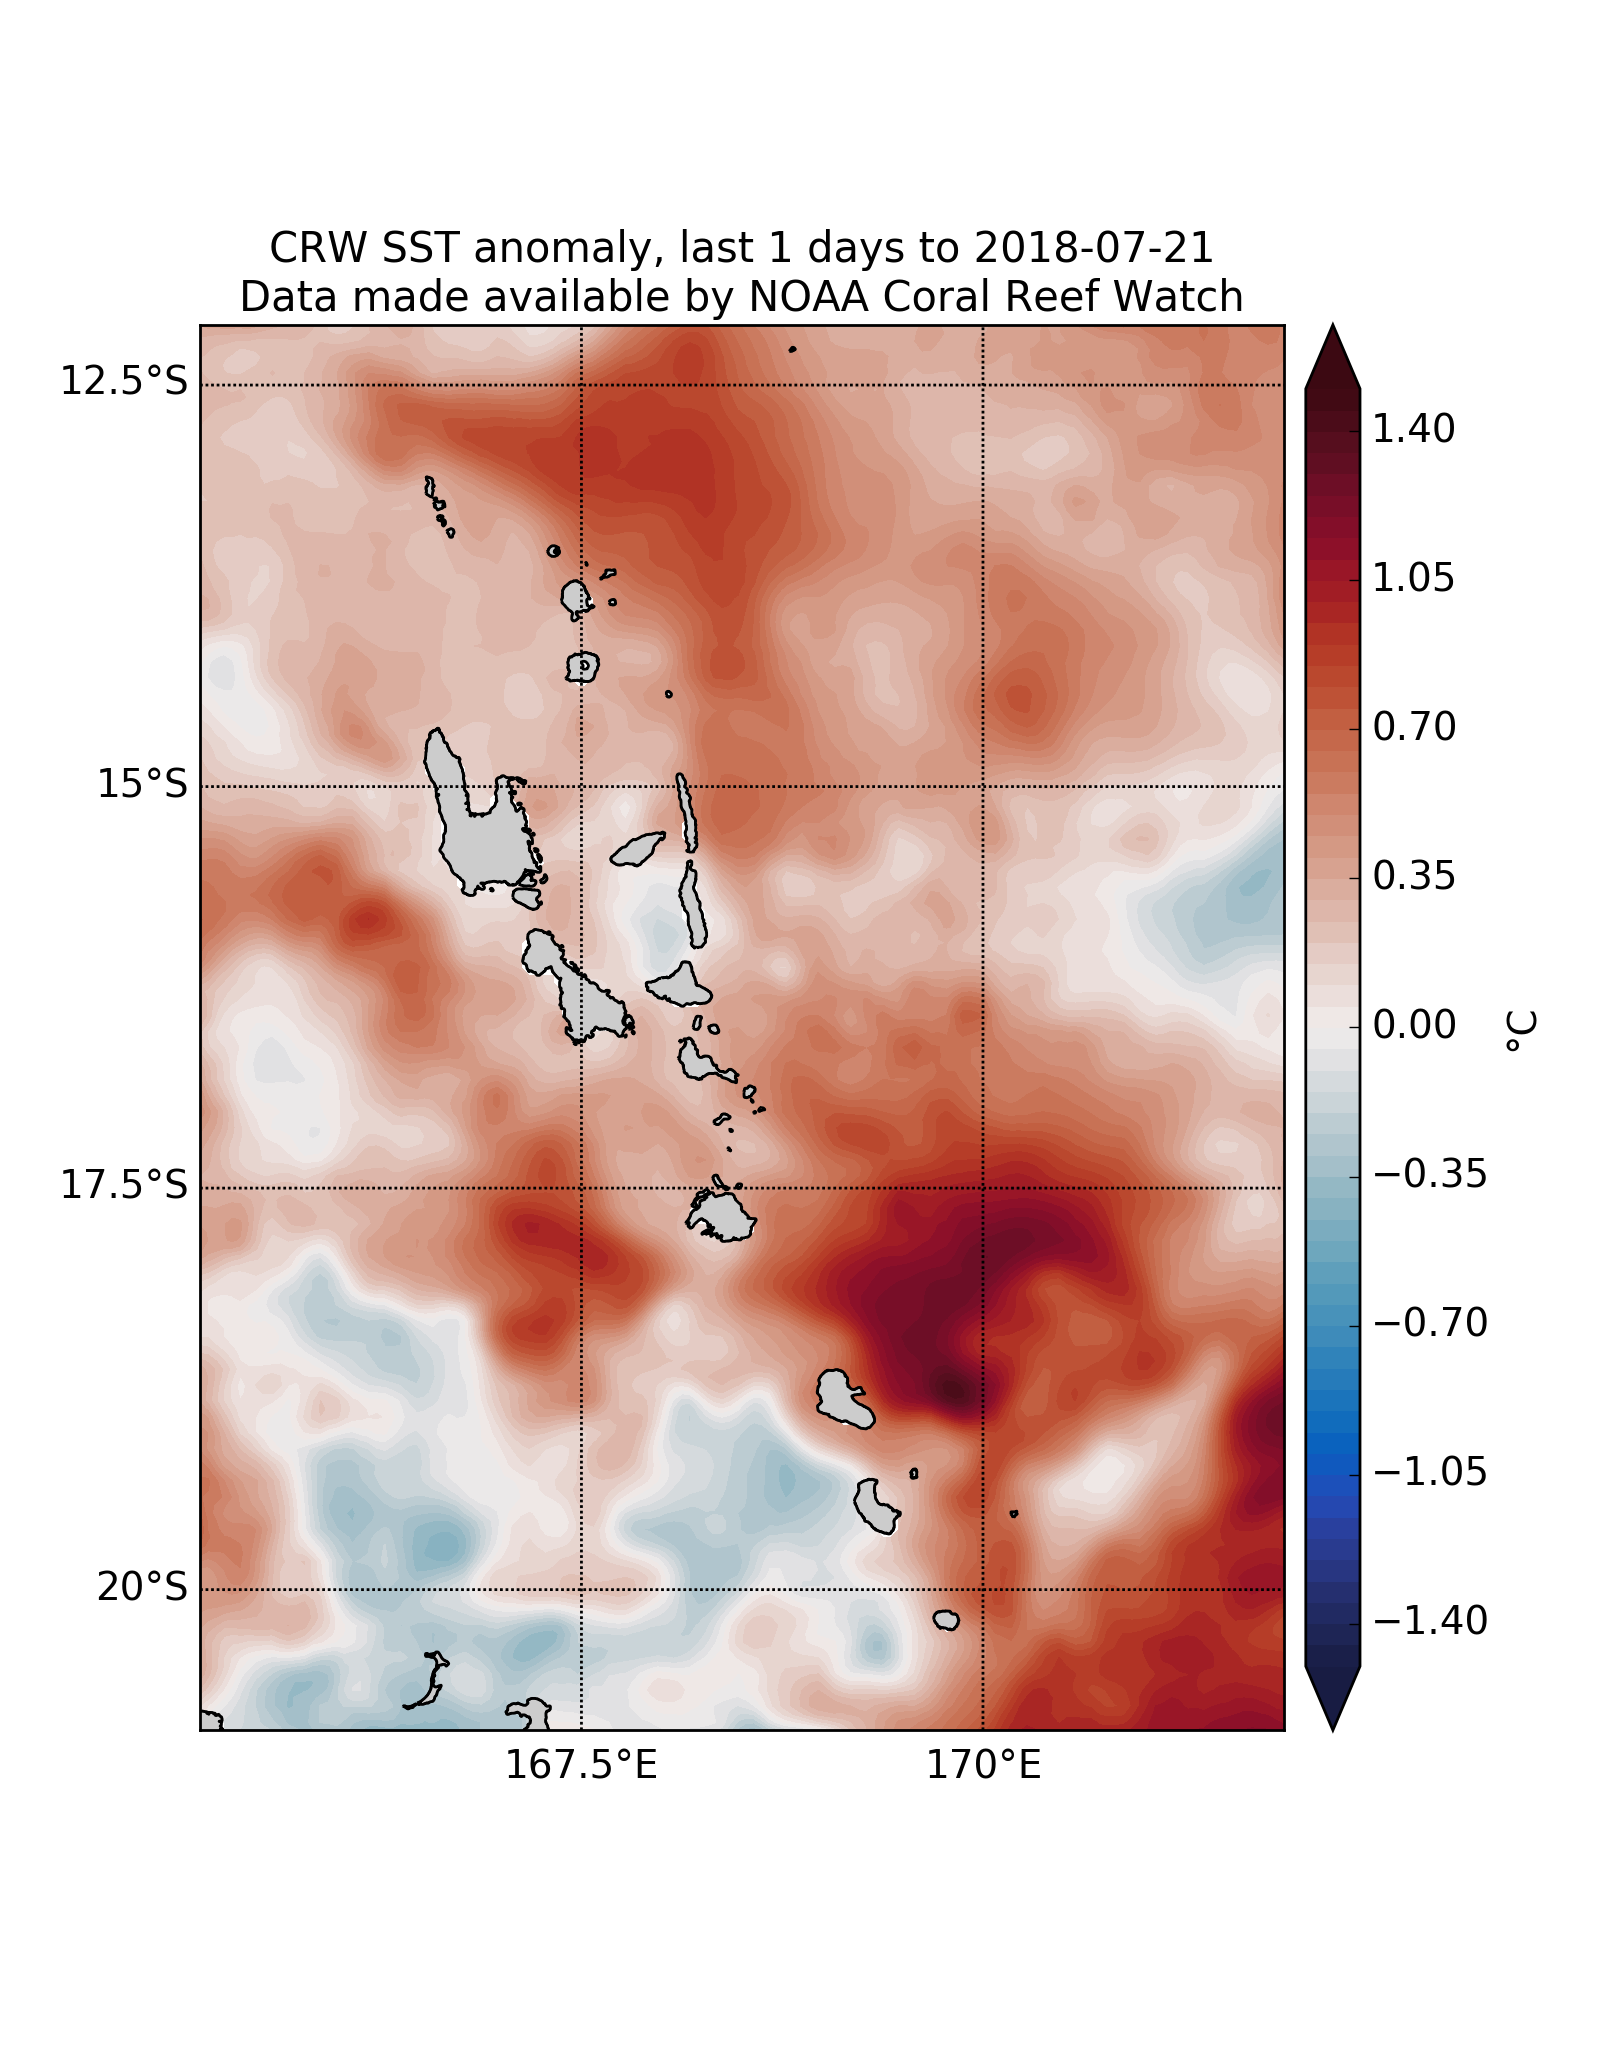 CRW SST anomaly, last 1 days to 2018-07-21
Data made available by NOAA Coral Reef Watch
12.5°S
15°S
17.5°S
20°S
167.5°E
170°E
1.40
1.05
0.70
0.35
0.00
−0.35
−0.70
−1.05
−1.40
°C